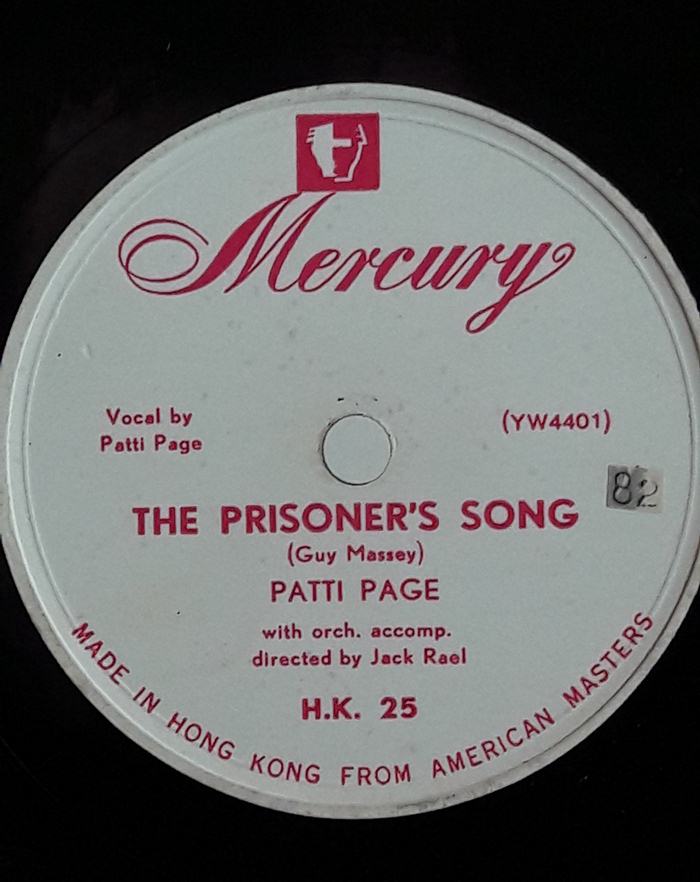 Mercury
Vocal by
Patti Page
(YW4401)
82
THE PRISONER'S SONG
(Guy Massey)
PATTI PAGE
with orch. accomp.
directed by Jack Rael
H.K. 25
MADE IN HONG KONG FROM AMERICAN MASTERS